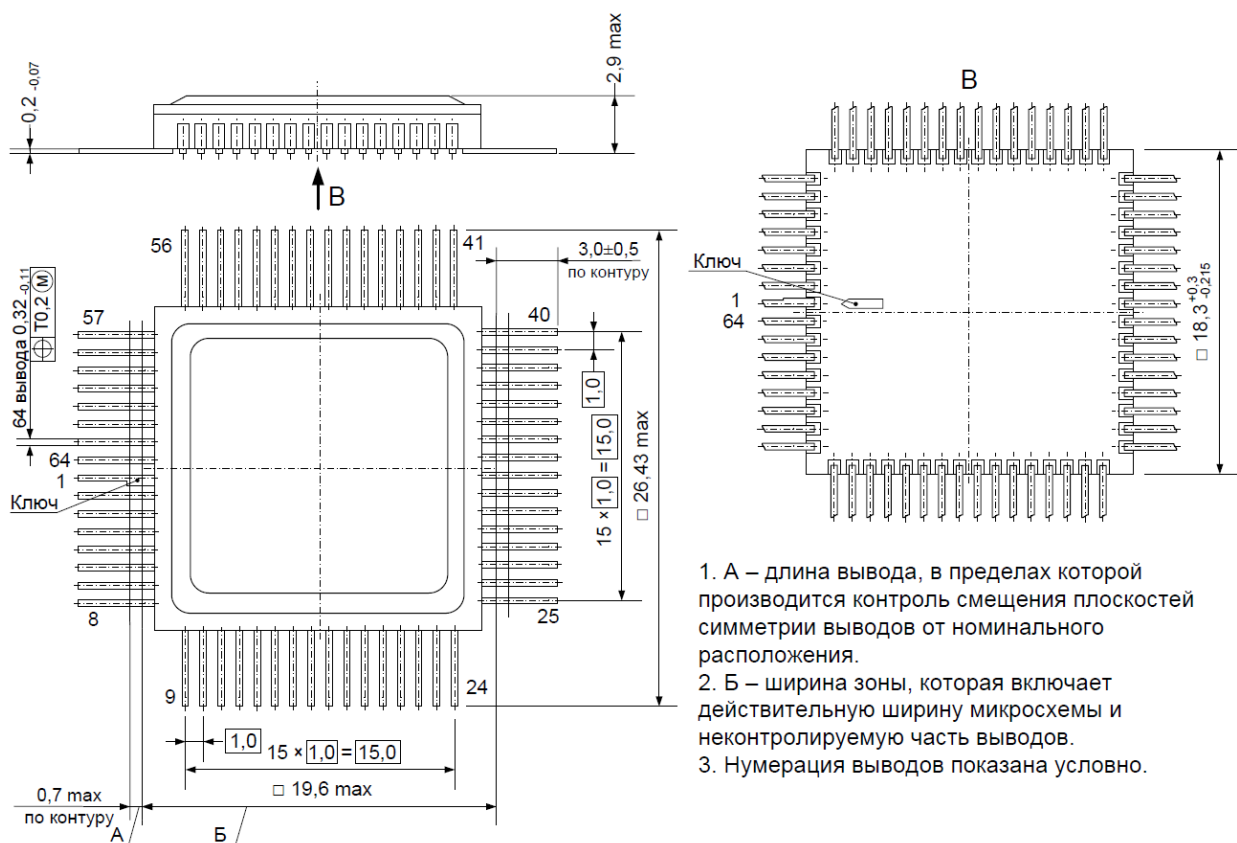 0,2 -0,07
2,9 max
В
В
56
41
3,0±0,5
по контуру
57
40
64 вывода 0,32 -0,11
T0,2 М
1,0
15 × 1,0 = 15,0
□ 26,43 max
64
1
Ключ
8
25
9
24
1,0
15 × 1,0 = 15,0
□ 19,6 max
0,7 max
по контуру
А
Б
Ключ
1
64
□ 18,3 +0,3 -0,215
1. А – длина вывода, в пределах которой
производится контроль смещения плоскостей
симметрии выводов от номинального
расположения.
2. Б – ширина зоны, которая включает
действительную ширину микросхемы и
неконтролируемую часть выводов.
3. Нумерация выводов показана условно.